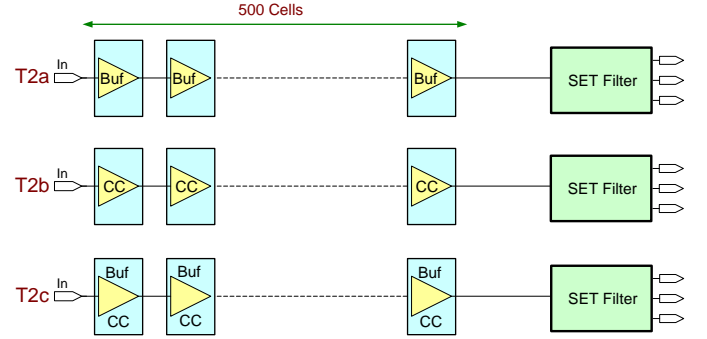 500 Cells
T2a In Buf Buf Buf SET Filter
T2b In CC CC CC SET Filter
T2c In Buf Buf Buf SET Filter
CC CC CC